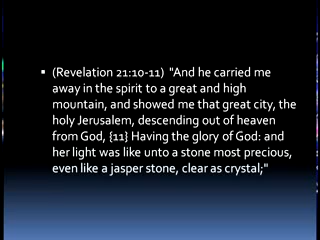 (Revelation 21:10-11)  "And he carried me
away in the spirit to a great and high
mountain, and showed me that great city, the
holy Jerusalem, descending out of heaven
from God, {11} Having the glory of God: and
her light was like unto a stone most precious,
even like a jasper stone, clear as crystal;"